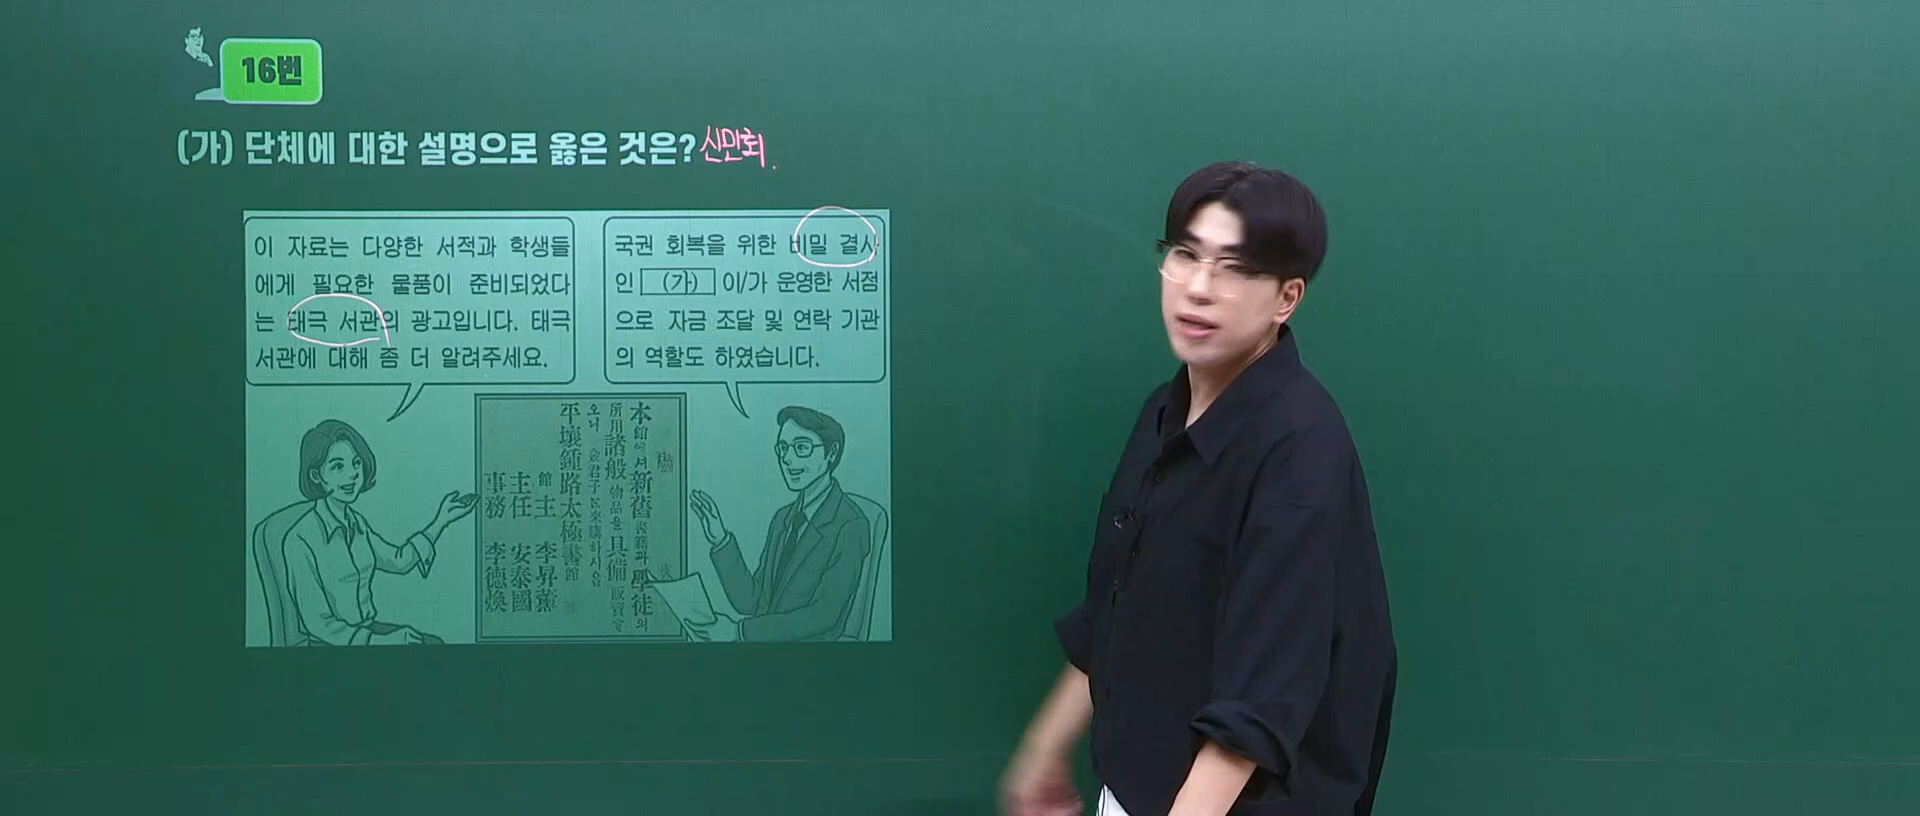 16번
(가) 단체에 대한 설명으로 옳은 것은? 신민회.
이 자료는 다양한 서적과 학생들
에게 필요한 물품이 준비되었다
는 태극 서관의 광고입니다. 태극
서관에 대해 좀 더 알려주세요.
국권 회복을 위한 비밀 결사
인 (가) 이/가 운영한 서점
으로 자금 조달 및 연락 기관
의 역할도 하였습니다.
本館에셔 新舊書籍과 學徒의
所用諸般物品을 具備
오니 僉君子 來 하시옵
平壤鍾路太極書館
館主 李昇薰
主任 安泰國
事務 李德煥